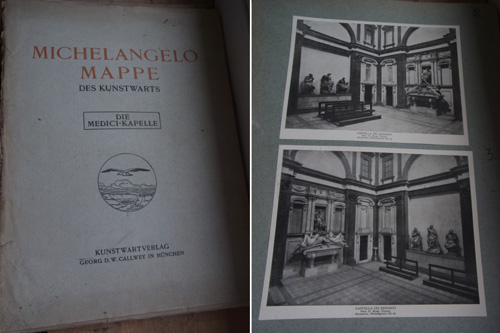 MICHELANGELO
MAPPE
DES KUNSTWARTS
DIE
MEDICI-KAPELLE
KUNSTWARTVERLAG
GEORG D.W. CALLWEY IN MÜNCHEN